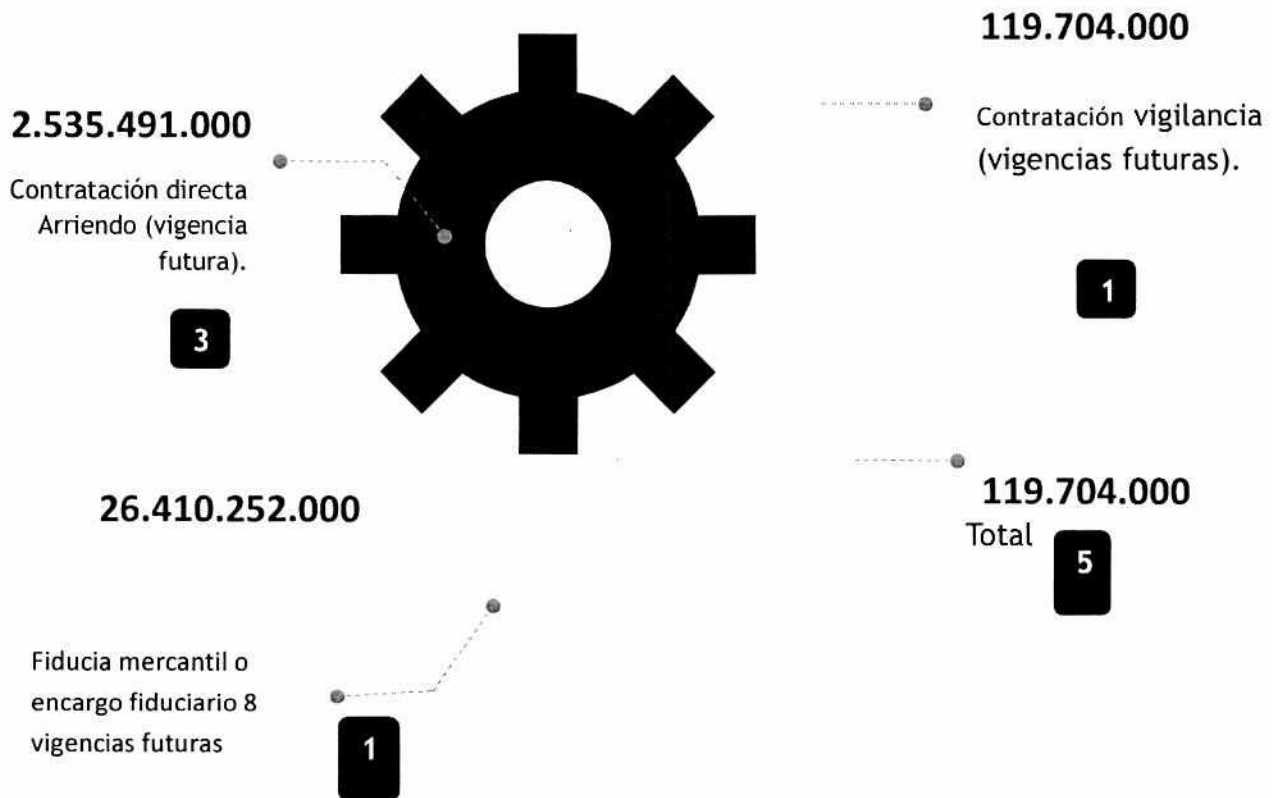 2.535.491.000
Contratación directa
Arriendo (vigencia
futura).
3
119.704.000
Contratación vigilancia
(vigencias futuras).
1
26.410.252.000
Fiducia mercantil o
encargo fiduciario 8
vigencias futuras
1
119.704.000
Total
5